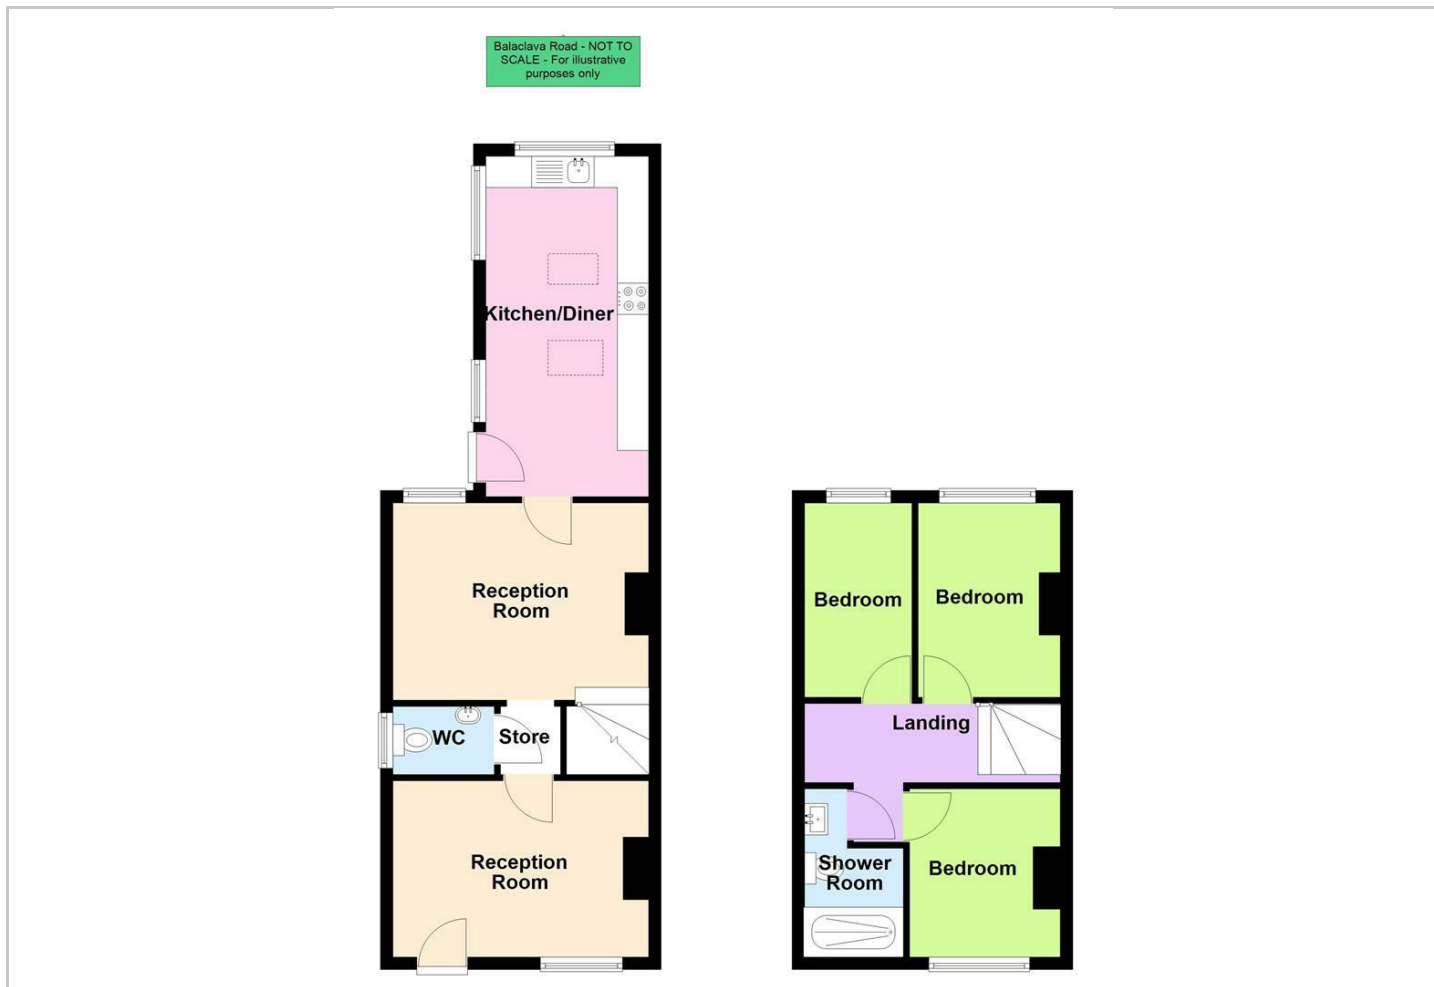 Balaclava Road - NOT TO
SCALE - For illustrative
purposes only
Kitchen/Diner
Reception
Room
WC
Store
Reception
Room
Bedroom
Bedroom
Landing
Shower
Room
Bedroom